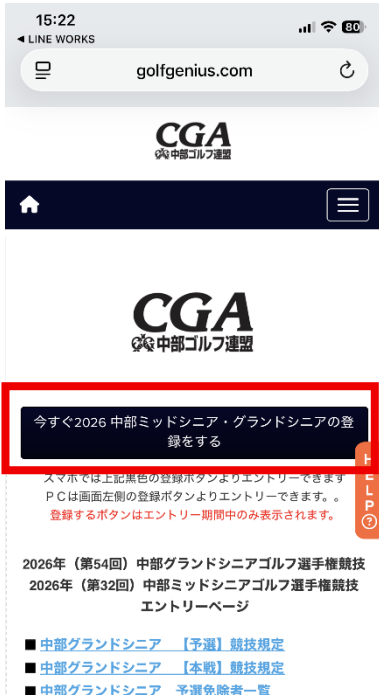 15:22
80
◀ LINE WORKS
golfgenius.com
CGA
中部ゴルフ連盟
CGA
中部ゴルフ連盟
今すぐ2026 中部ミッドシニア・グランドシニアの登
録をする
HELP?
スマホでは上記黒色の登録ボタンよりエントリーできます
ＰＣは画面左側の登録ボタンよりエントリーできます。。
登録するボタンはエントリー期間中のみ表示されます。
2026年（第54回）中部グランドシニアゴルフ選手権競技
2026年（第32回）中部ミッドシニアゴルフ選手権競技
エントリーページ
■ 中部グランドシニア　【予選】競技規定
■ 中部グランドシニア　【本戦】競技規定
■ 中部グランドシニア　予選免除者一覧